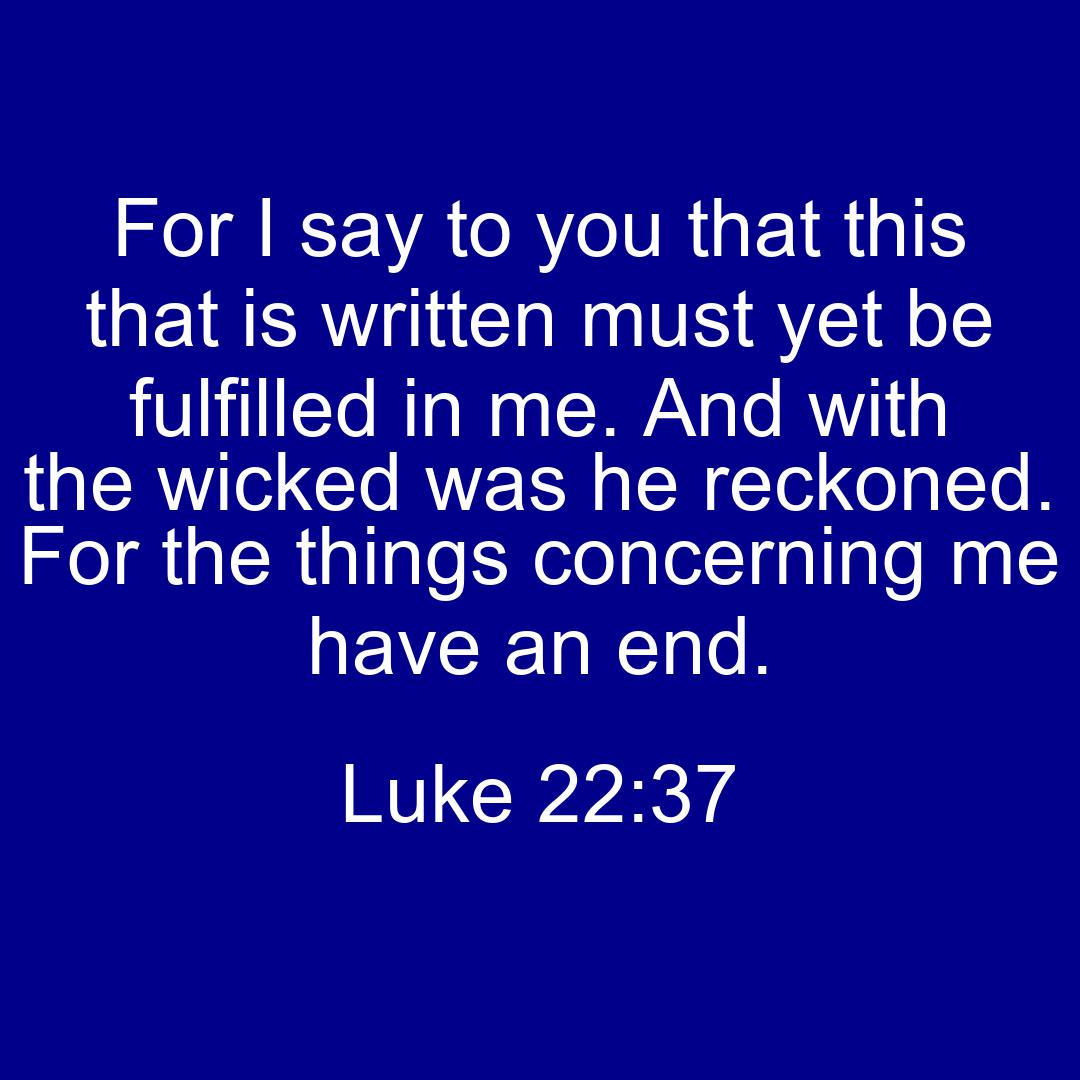 For I say to you that this
that is written must yet be
fulfilled in me. And with
the wicked was he reckoned.
For the things concerning me
have an end.
Luke 22:37